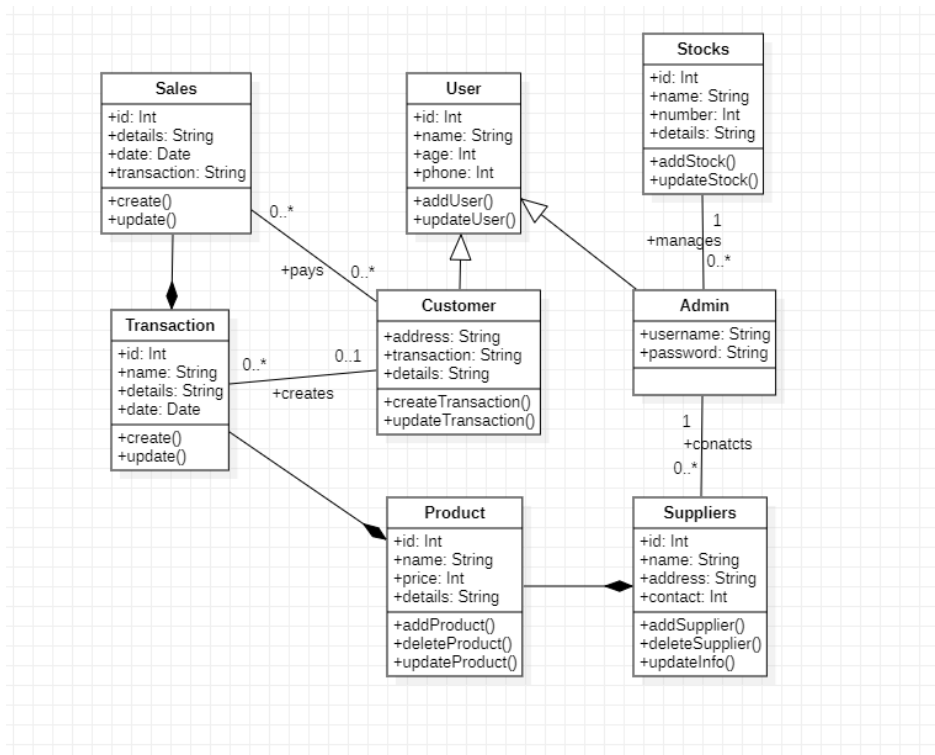 Sales
+id: Int
+details: String
+date: Date
+transaction: String
+create()
+update()
User
+id: Int
+name: String
+age: Int
+phone: Int
+addUser()
+updateUser()
Stocks
+id: Int
+name: String
+number: Int
+details: String
+addStock()
+updateStock()
0..*
+pays
0..*
1
+manages
0..*
Transaction
+id: Int
+name: String
+details: String
+date: Date
+create()
+update()
0..*
0..1
+creates
Customer
+address: String
+transaction: String
+details: String
+createTransaction()
+updateTransaction()
Admin
+username: String
+password: String
1
+conatcts
0..*
Product
+id: Int
+name: String
+price: Int
+details: String
+addProduct()
+deleteProduct()
+updateProduct()
Suppliers
+id: Int
+name: String
+address: String
+contact: Int
+addSupplier()
+deleteSupplier()
+updateInfo()